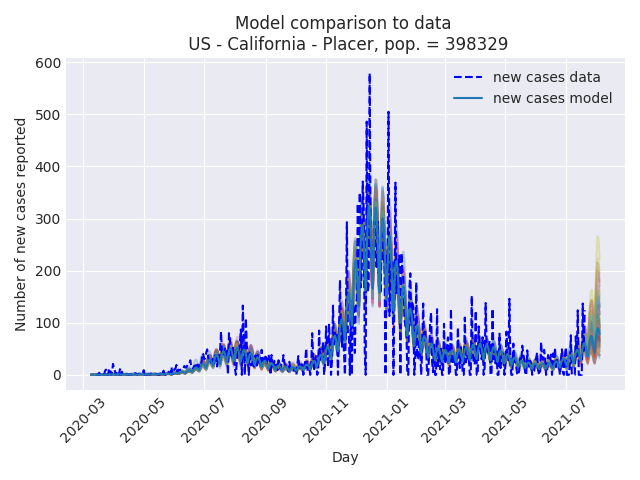 Model comparison to data
US - California - Placer, pop. = 398329
new cases data
new cases model
Number of new cases reported
600
500
400
300
200
100
0
2020-03
2020-05
2020-07
2020-09
2020-11
2021-01
2021-03
2021-05
2021-07
Day